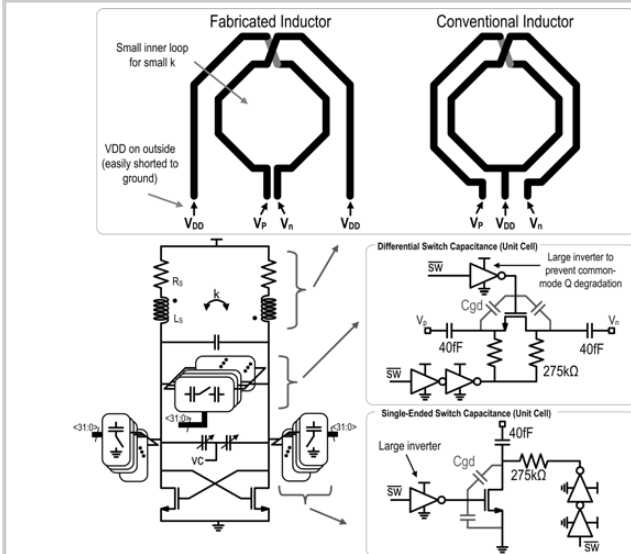 Fabricated Inductor
Conventional Inductor
Small inner loop
for small k
VDD on outside
(easily shorted to
ground)
VDD
VP
Vn
VDD
VP
VDD
Vn
RS
LS
k
<31:0>
<31:0>
<31:0>
VC
Differential Switch Capacitance (Unit Cell)
Large inverter to
prevent common-
mode Q degradation
SW
Cgd
Vp
Vn
40fF
40fF
275kΩ
SW
Single-Ended Switch Capacitance (Unit Cell)
40fF
Large inverter
Cgd
275kΩ
SW
SW